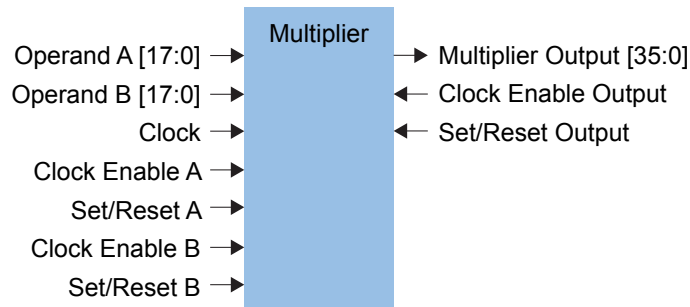 Multiplier
Operand A [17:0]
Operand B [17:0]
Clock
Clock Enable A
Set/Reset A
Clock Enable B
Set/Reset B
Multiplier Output [35:0]
Clock Enable Output
Set/Reset Output